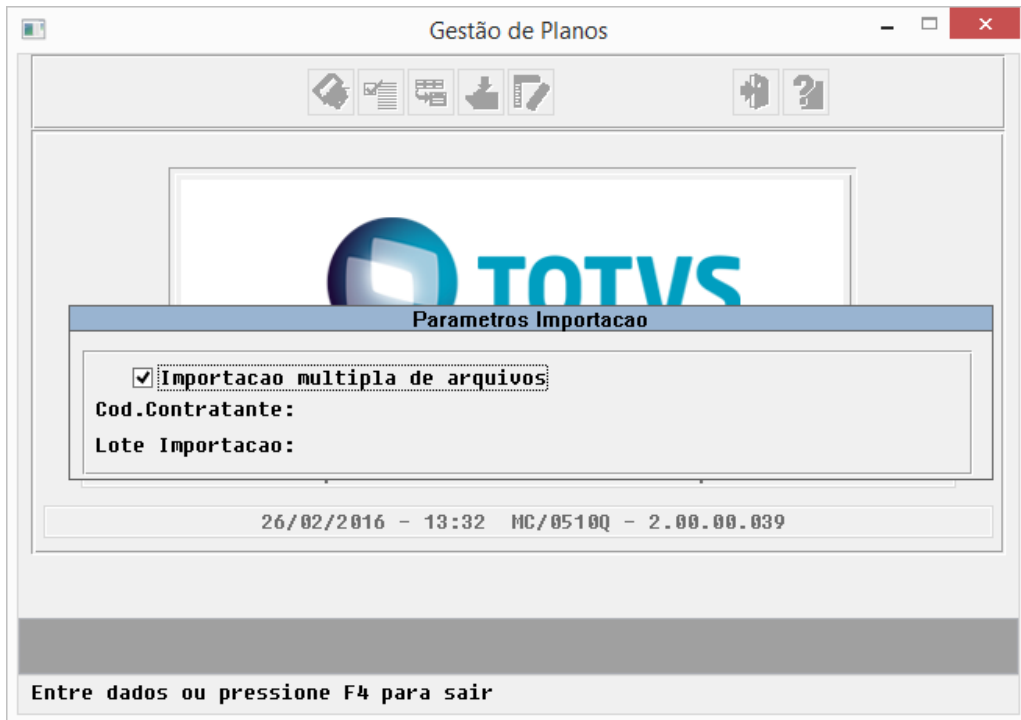 Gestão de Planos
TOTVS
Parametros Importacao
Importacao multipla de arquivos
Cod.Contratante:
Lote Importacao:
26/02/2016 - 13:32 MC/0510Q - 2.00.00.039
Entre dados ou pressione F4 para sair